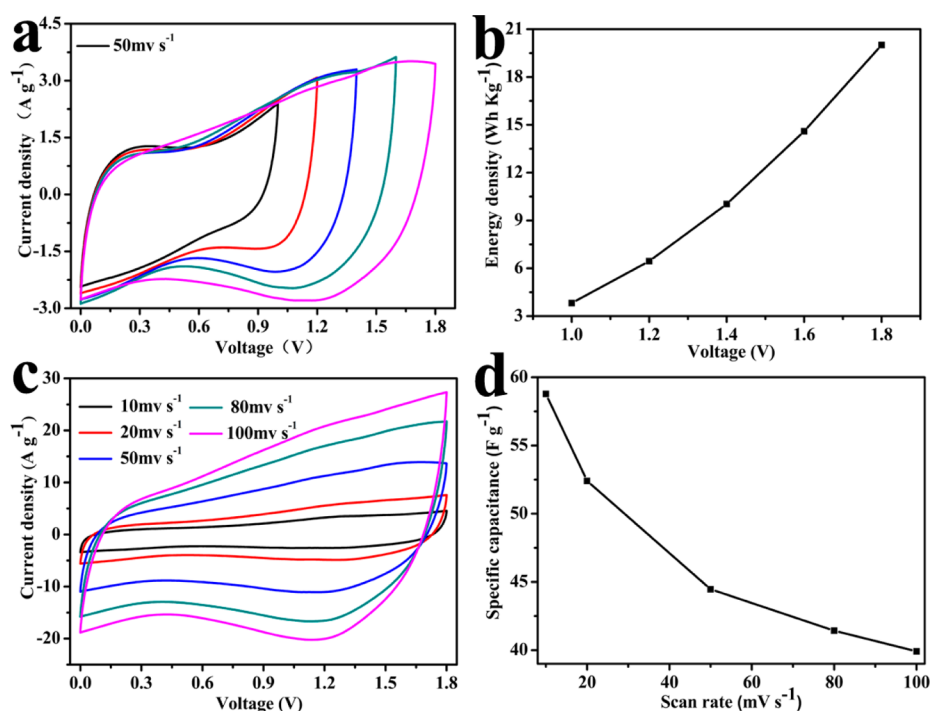 a
50mv s⁻¹
4.5
3.0
1.5
0.0
-1.5
-3.0
Current density （A g⁻¹）
0.0 0.3 0.6 0.9 1.2 1.5 1.8
Voltage（V）
b
21
18
15
12
9
6
3
Energy density (Wh Kg⁻¹)
1.0 1.2 1.4 1.6 1.8
Voltage (V)
c
10mv s⁻¹ 80mv s⁻¹
20mv s⁻¹ 100mv s⁻¹
50mv s⁻¹
30
20
10
0
-10
-20
Current density (A g⁻¹)
0.0 0.3 0.6 0.9 1.2 1.5 1.8
Voltage (V)
d
60
55
50
45
40
Specific capacitance (F g⁻¹)
20 40 60 80 100
Scan rate (mV s⁻¹)